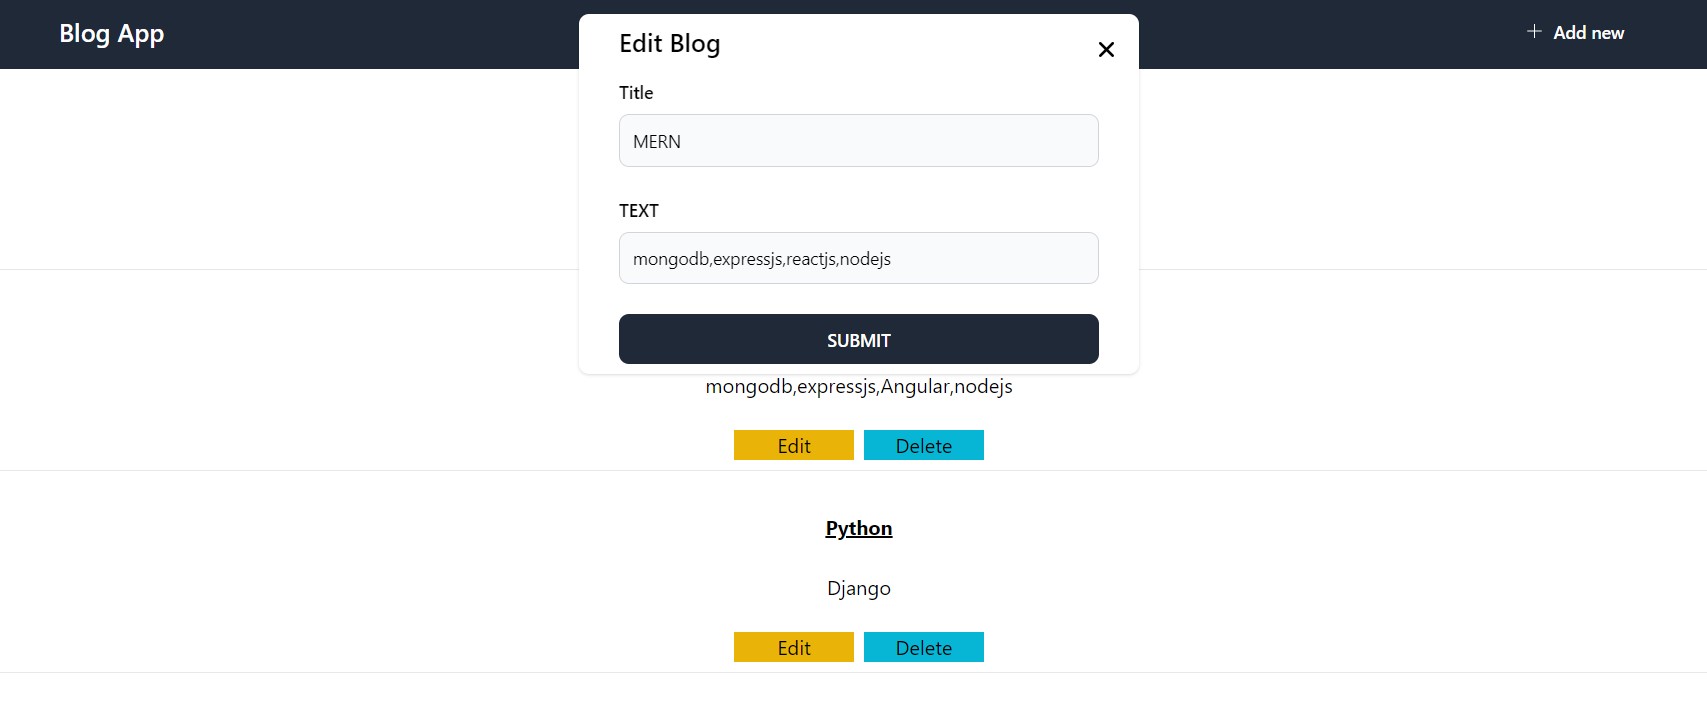 Blog App
Add new
Edit Blog
Title
MERN
TEXT
mongodb,expressjs,reactjs,nodejs
SUBMIT
mongodb,expressjs,Angular,nodejs
Edit Delete
Python
Django
Edit Delete